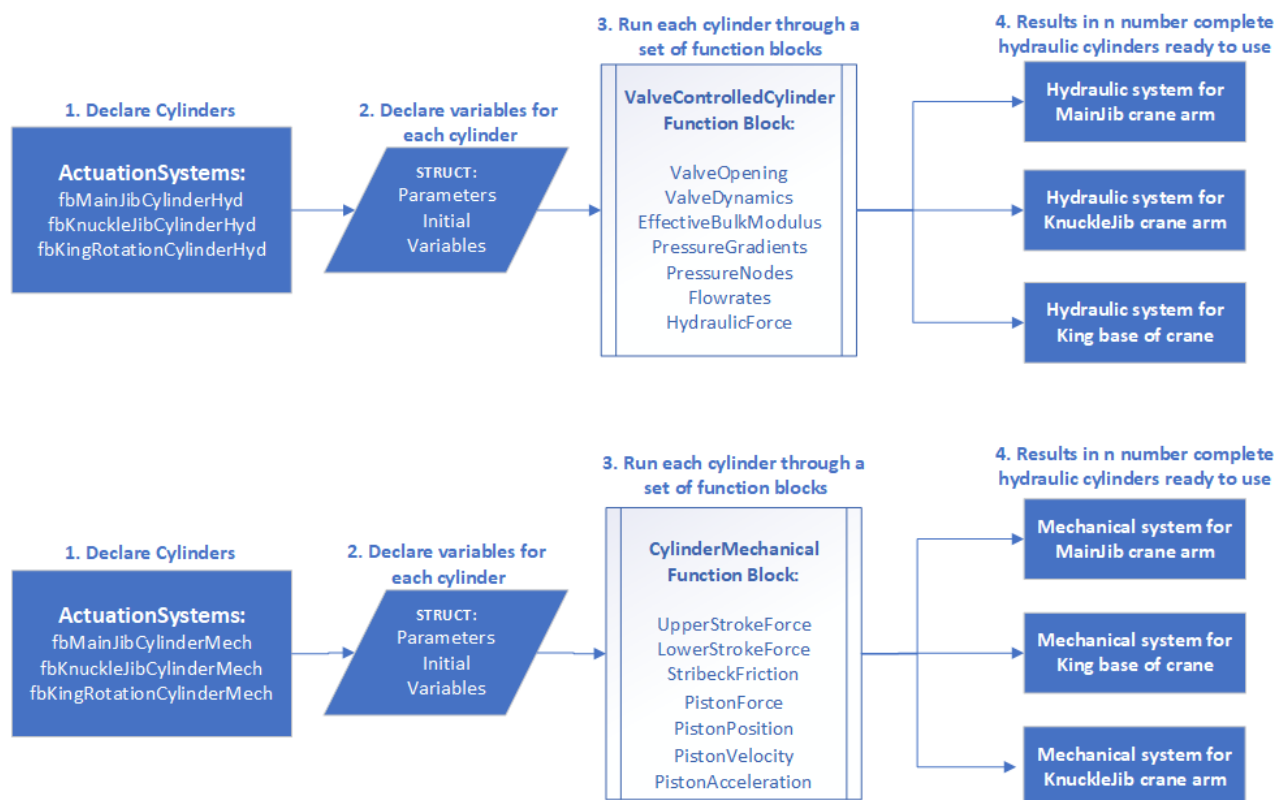 1. Declare Cylinders
ActuationSystems:
fbMainJibCylinderHyd
fbKnuckleJibCylinderHyd
fbKingRotationCylinderHyd
2. Declare variables for
each cylinder
STRUCT:
Parameters
Initial
Variables
3. Run each cylinder through a
set of function blocks
ValveControlledCylinder
Function Block:
ValveOpening
ValveDynamics
EffectiveBulkModulus
PressureGradients
PressureNodes
Flowrates
HydraulicForce
4. Results in n number complete
hydraulic cylinders ready to use
Hydraulic system for
MainJib crane arm
Hydraulic system for
KnuckleJib crane arm
Hydraulic system for
King base of crane
1. Declare Cylinders
ActuationSystems:
fbMainJibCylinderMech
fbKnuckleJibCylinderMech
fbKingRotationCylinderMech
2. Declare variables for
each cylinder
STRUCT:
Parameters
Initial
Variables
3. Run each cylinder through a
set of function blocks
CylinderMechanical
Function Block:
UpperStrokeForce
LowerStrokeForce
StribeckFriction
PistonForce
PistonPosition
PistonVelocity
PistonAcceleration
4. Results in n number complete
hydraulic cylinders ready to use
Mechanical system for
MainJib crane arm
Mechanical system for
King base of crane
Mechanical system for
KnuckleJib crane arm